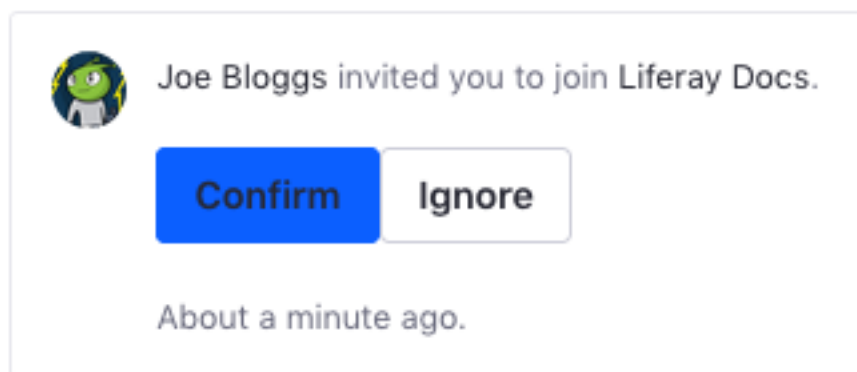 Joe Bloggs invited you to join Liferay Docs.
Confirm Ignore
About a minute ago.